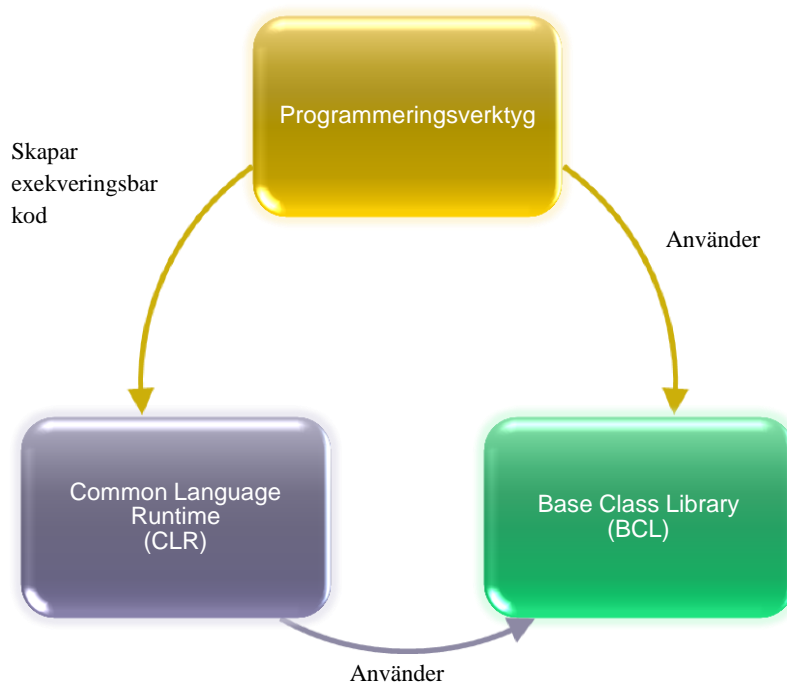 Programmeringsverktyg
Skapar
exekveringsbar
kod
Använder
Common Language
Runtime
(CLR)
Base Class Library
(BCL)
Använder